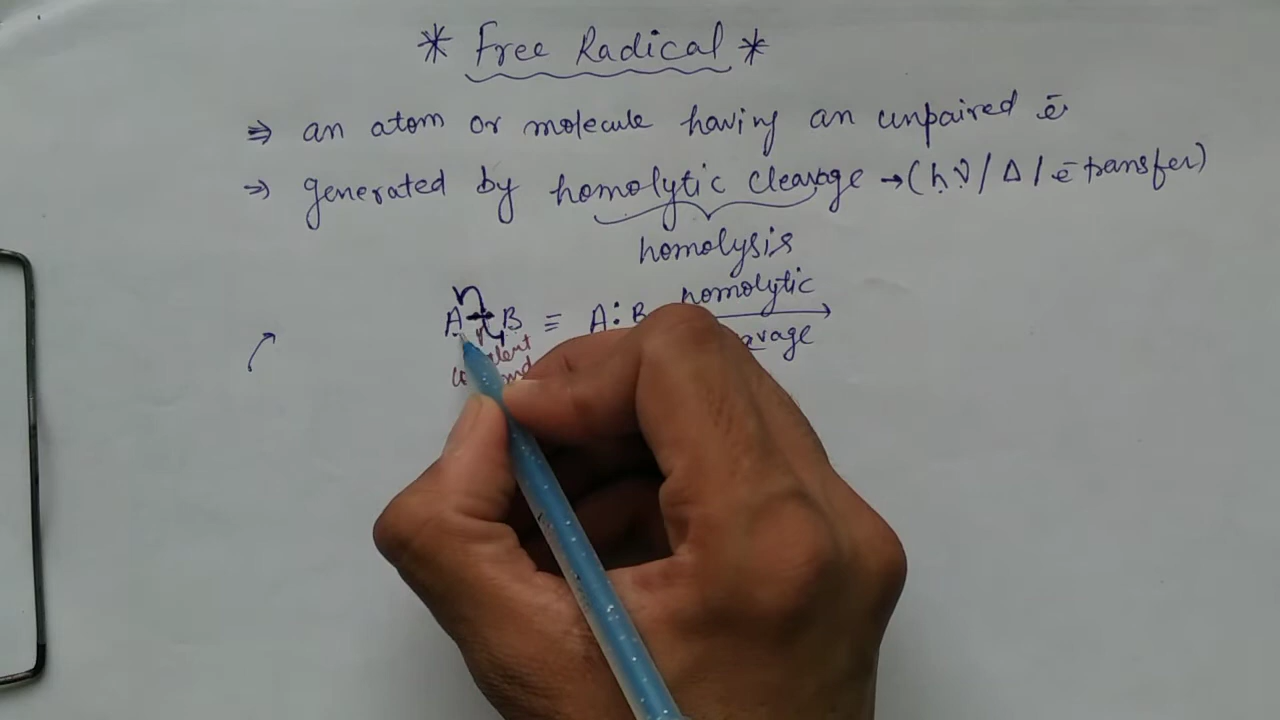 * Free Radical *
⇒ an atom or molecule having an unpaired ē
→ generated by homolytic cleavage → (hν / Δ / ē transfer)
homolysis
A B ≡ A : B homolytic